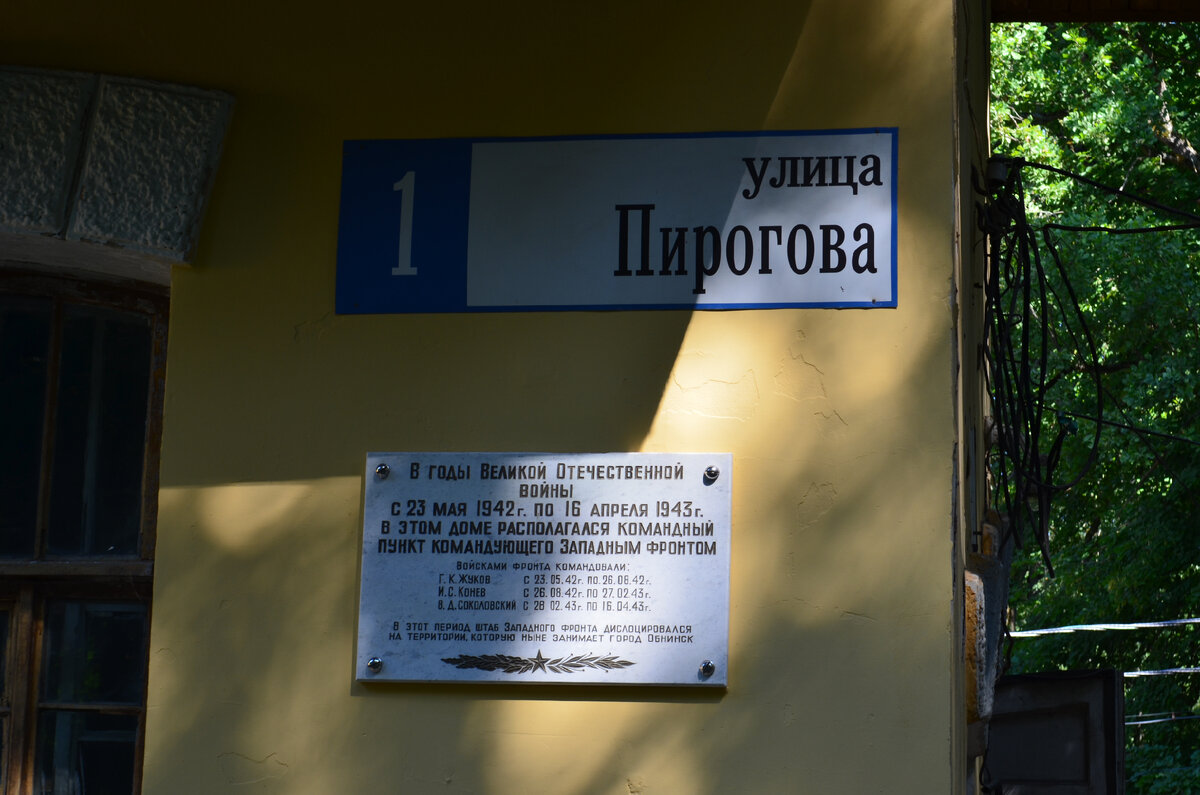 1
улица
Пирогова
В годы Великой Отечественной
войны
с 23 мая 1942г. по 16 апреля 1943г.
в этом доме располагался командный
пункт командующего Западным фронтом
Войсками фронта командовали:
Г.К.Жуков с 23.05.42г. по 26.08.42г.
И.С.Конев с 26.08.42г. по 27.02.43г.
В.Д.Соколовский с 28.02.43г. по 16.04.43г.
В этот период штаб Западного фронта дислоцировался
на территории, которую ныне занимает город Обнинск